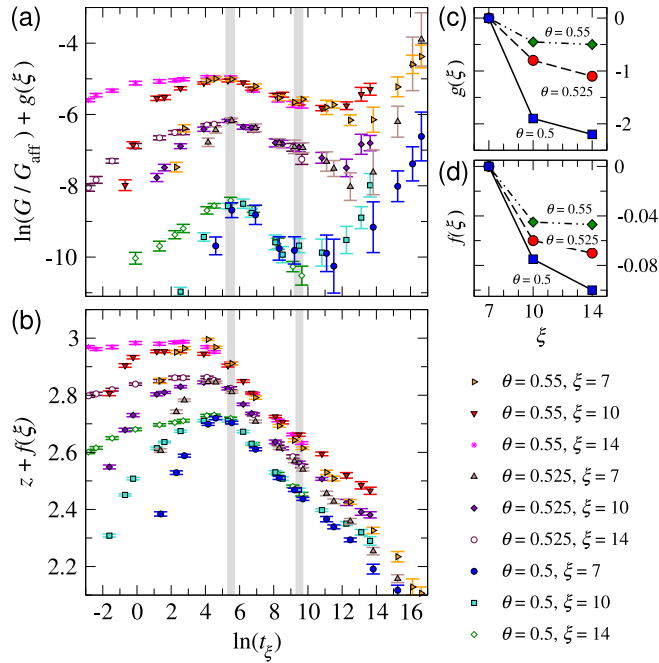 (a)
-4
-6
-8
-10
ln(G / G_aff) + g(ξ)
(b)
3
2.8
2.6
2.4
2.2
z + f(ξ)
-2 0 2 4 6 8 10 12 14 16
ln(t_ξ)
(c)
θ = 0.55
θ = 0.525
θ = 0.5
0
-1
-2
g(ξ)
(d)
θ = 0.55
θ = 0.525
θ = 0.5
0
-0.04
-0.08
f(ξ)
7 10 14
ξ
θ = 0.55, ξ = 7
θ = 0.55, ξ = 10
θ = 0.55, ξ = 14
θ = 0.525, ξ = 7
θ = 0.525, ξ = 10
θ = 0.525, ξ = 14
θ = 0.5, ξ = 7
θ = 0.5, ξ = 10
θ = 0.5, ξ = 14